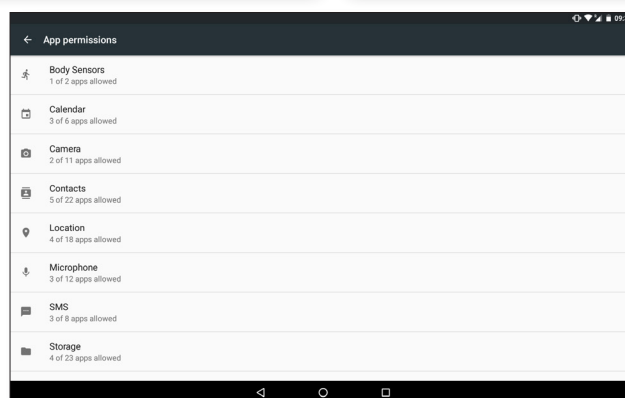 09:
App permissions
Body Sensors
1 of 2 apps allowed
Calendar
3 of 6 apps allowed
Camera
2 of 11 apps allowed
Contacts
5 of 22 apps allowed
Location
4 of 18 apps allowed
Microphone
3 of 12 apps allowed
SMS
3 of 8 apps allowed
Storage
4 of 23 apps allowed